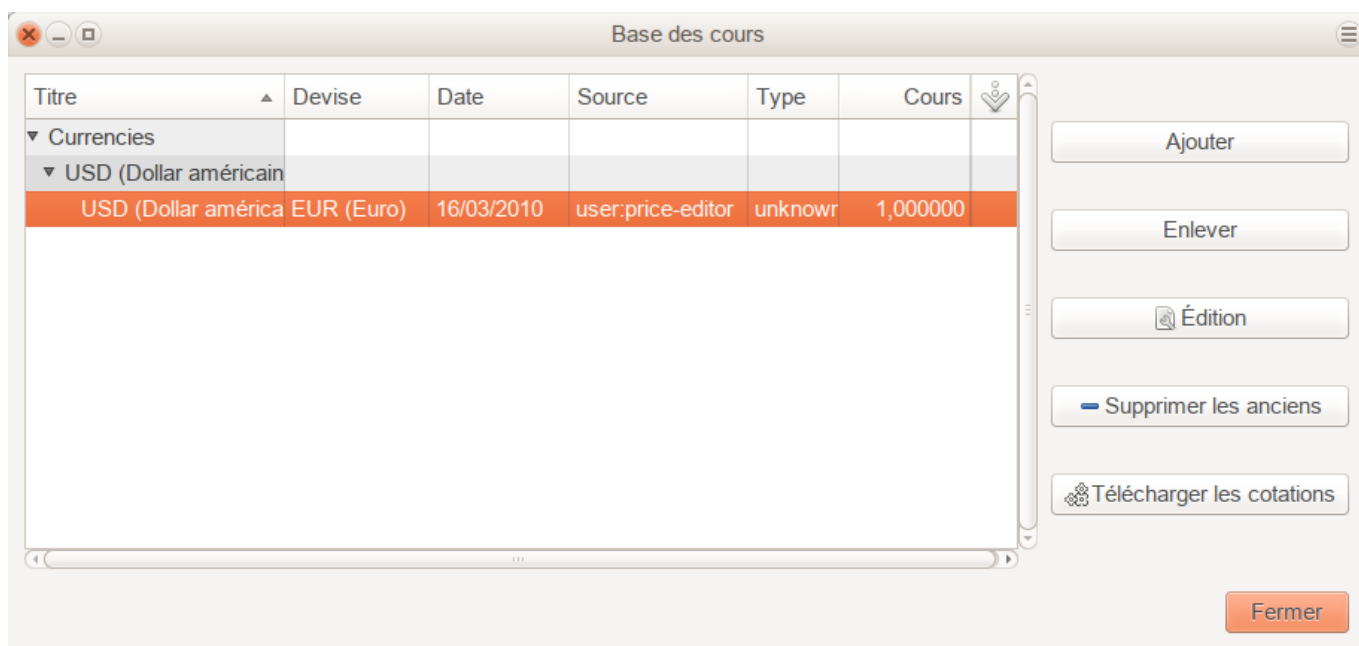 Base des cours
Titre Devise Date Source Type Cours
Currencies
USD (Dollar américain
USD (Dollar américa EUR (Euro) 16/03/2010 user:price-editor unknown 1,000000
Ajouter
Enlever
Édition
Supprimer les anciens
Télécharger les cotations
Fermer